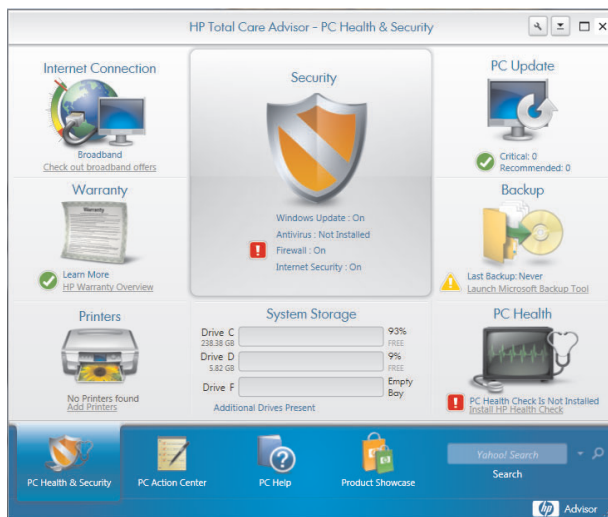 HP Total Care Advisor – PC Health & Security
Internet Connection
Broadband
Check out broadband offers
Security
Windows Update : On
Antivirus : Not Installed
Firewall : On
Internet Security : On
PC Update
Critical: 0
Recommended: 0
Warranty
Warranty
Learn More
HP Warranty Overview
Backup
Last Backup: Never
Launch Microsoft Backup Tool
Printers
No Printers found
Add Printers
System Storage
Drive C 93%
238.38 GB FREE
Drive D 9%
5.82 GB FREE
Drive F Empty Bay
Additional Drives Present
PC Health
PC Health Check Is Not Installed
Install HP Health Check
PC Health & Security
PC Action Center
PC Help
Product Showcase
Yahoo! Search
Search
hp Advisor